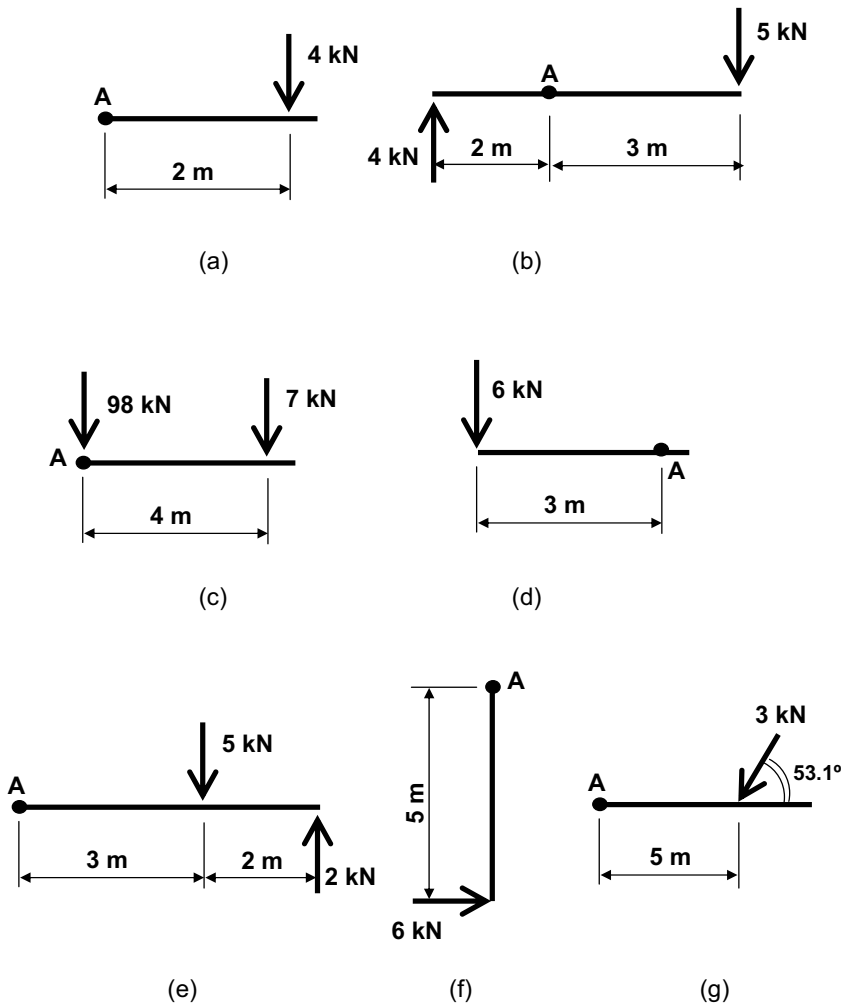 4 kN
A
2 m
(a)
5 kN
A
4 kN
2 m
3 m
(b)
98 kN
7 kN
A
4 m
(c)
6 kN
A
3 m
(d)
5 kN
A
3 m
2 m
2 kN
(e)
A
5 m
6 kN
(f)
3 kN
53.1º
A
5 m
(g)